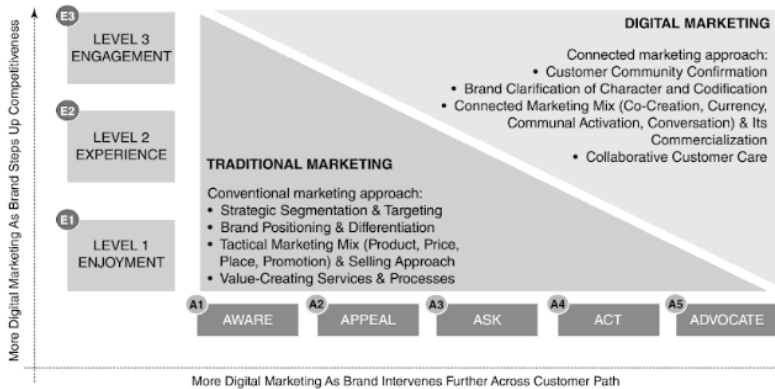 More Digital Marketing As Brand Steps Up Competitiveness
E3
LEVEL 3
ENGAGEMENT
E2
LEVEL 2
EXPERIENCE
E1
LEVEL 1
ENJOYMENT
DIGITAL MARKETING
Connected marketing approach:
• Customer Community Confirmation
• Brand Clarification of Character and Codification
• Connected Marketing Mix (Co-Creation, Currency,
Communal Activation, Conversation) & Its
Commercialization
• Collaborative Customer Care
TRADITIONAL MARKETING
Conventional marketing approach:
• Strategic Segmentation & Targeting
• Brand Positioning & Differentiation
• Tactical Marketing Mix (Product, Price,
Place, Promotion) & Selling Approach
• Value-Creating Services & Processes
A1 AWARE
A2 APPEAL
A3 ASK
A4 ACT
A5 ADVOCATE
More Digital Marketing As Brand Intervenes Further Across Customer Path